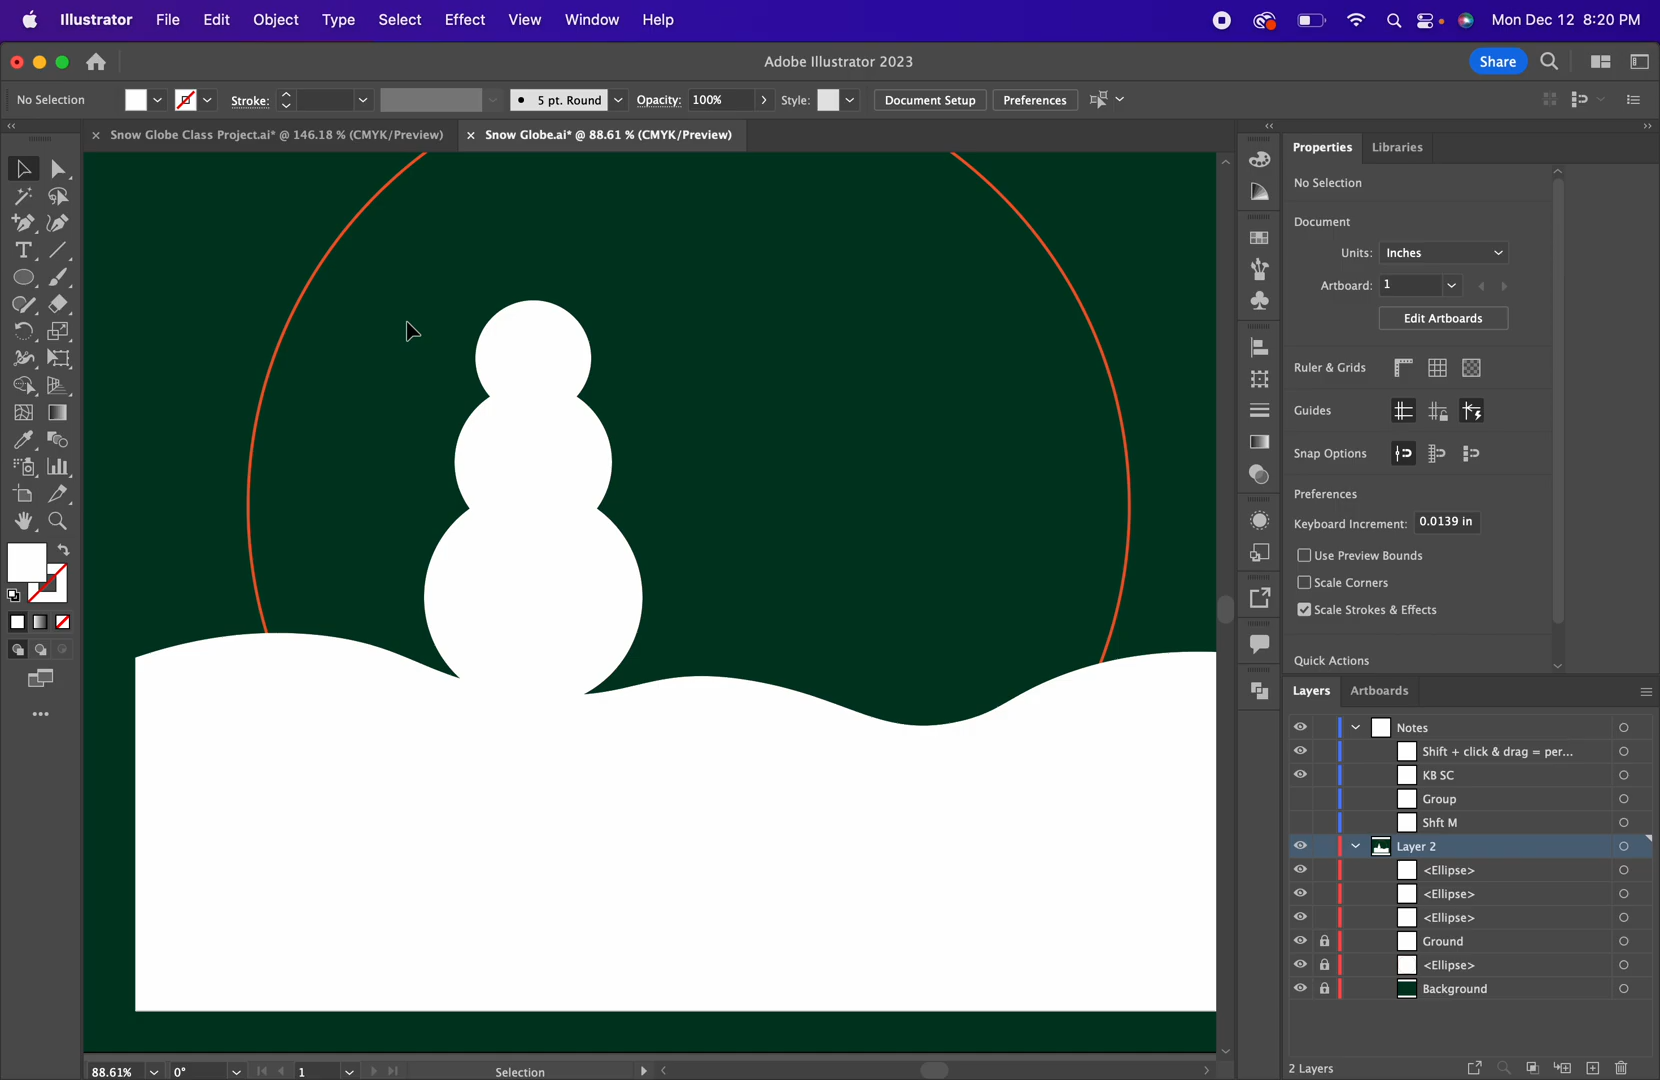 Illustrator File Edit Object Type Select Effect View Window Help Mon Dec 12 8:20 PM
Adobe Illustrator 2023 Share
No Selection Stroke: 5 pt. Round Opacity: 100% Style: Document Setup Preferences
Snow Globe Class Project.ai* @ 146.18 % (CMYK/Preview) Snow Globe.ai* @ 88.61 % (CMYK/Preview)
Properties Libraries
No Selection
Document
Units: Inches
Artboard: 1
Edit Artboards
Ruler & Grids
Guides
Snap Options
Preferences
Keyboard Increment: 0.0139 in
Use Preview Bounds
Scale Corners
Scale Strokes & Effects
Quick Actions
Layers Artboards
Notes
Shift + click & drag = per...
KB SC
Group
Shft M
Layer 2
<Ellipse>
<Ellipse>
<Ellipse>
Ground
<Ellipse>
Background
2 Layers
88.61% 0° 1 Selection